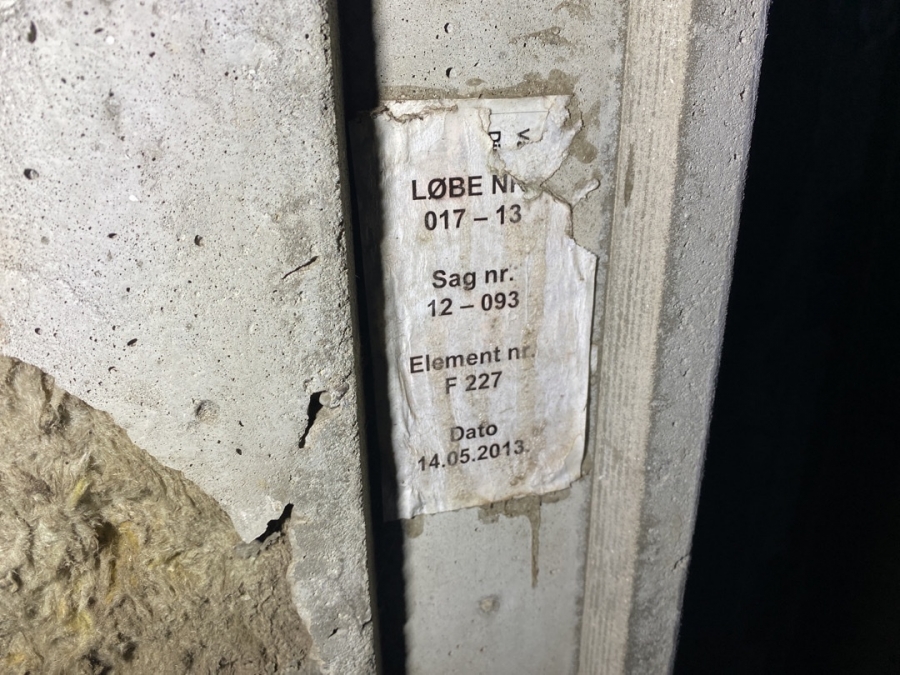 LØBE NR
017 – 13
Sag nr.
12 – 093
Element nr.
F 227
Dato
14.05.2013.